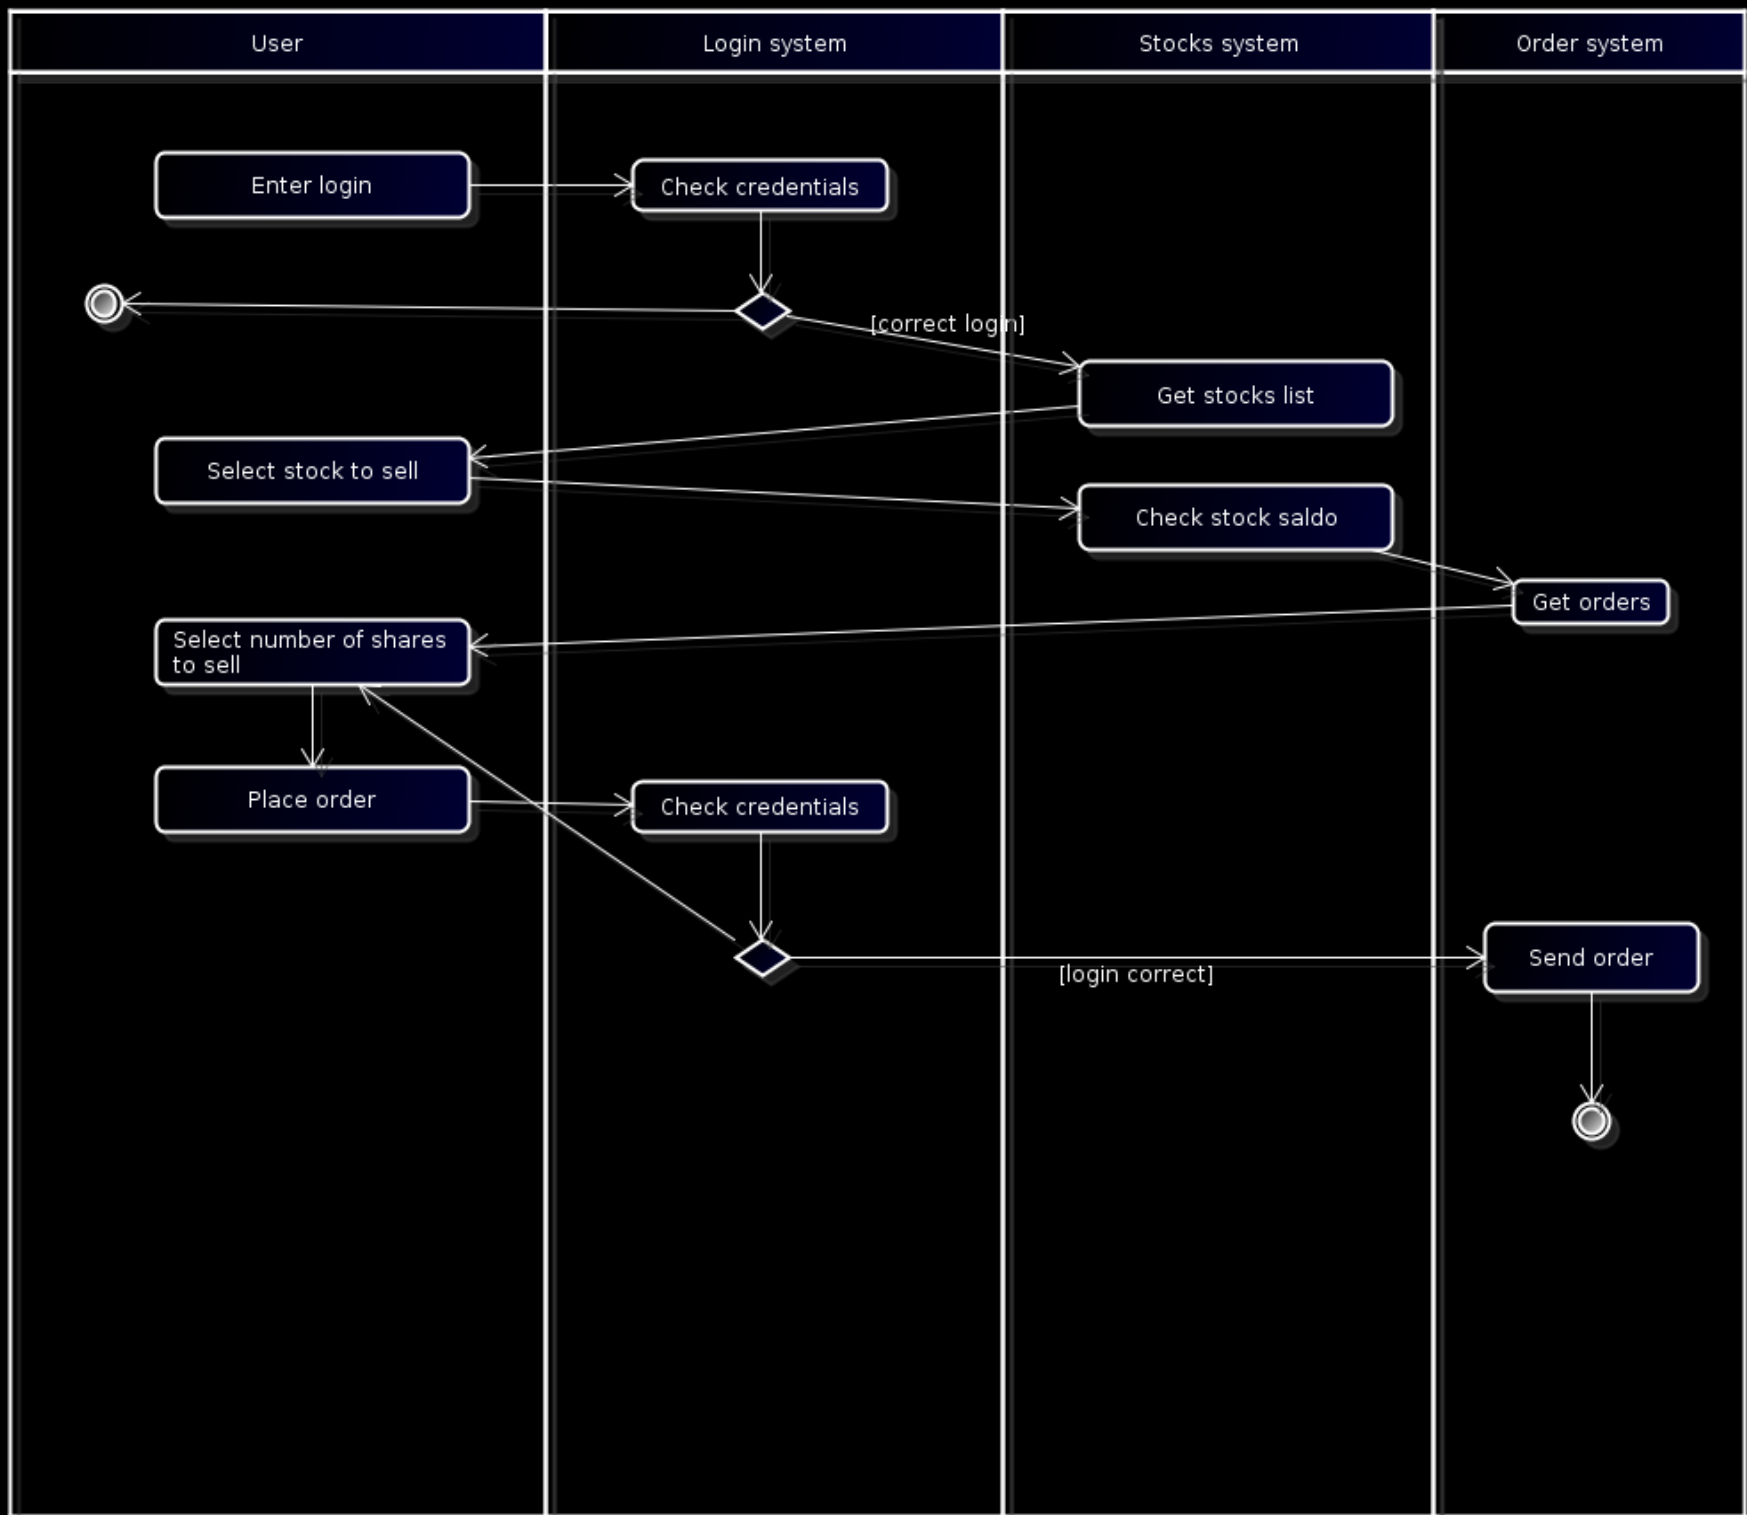 User
Login system
Stocks system
Order system
Enter login
Check credentials
[correct login]
Get stocks list
Select stock to sell
Check stock saldo
Get orders
Select number of shares
to sell
Place order
Check credentials
Send order
[login correct]